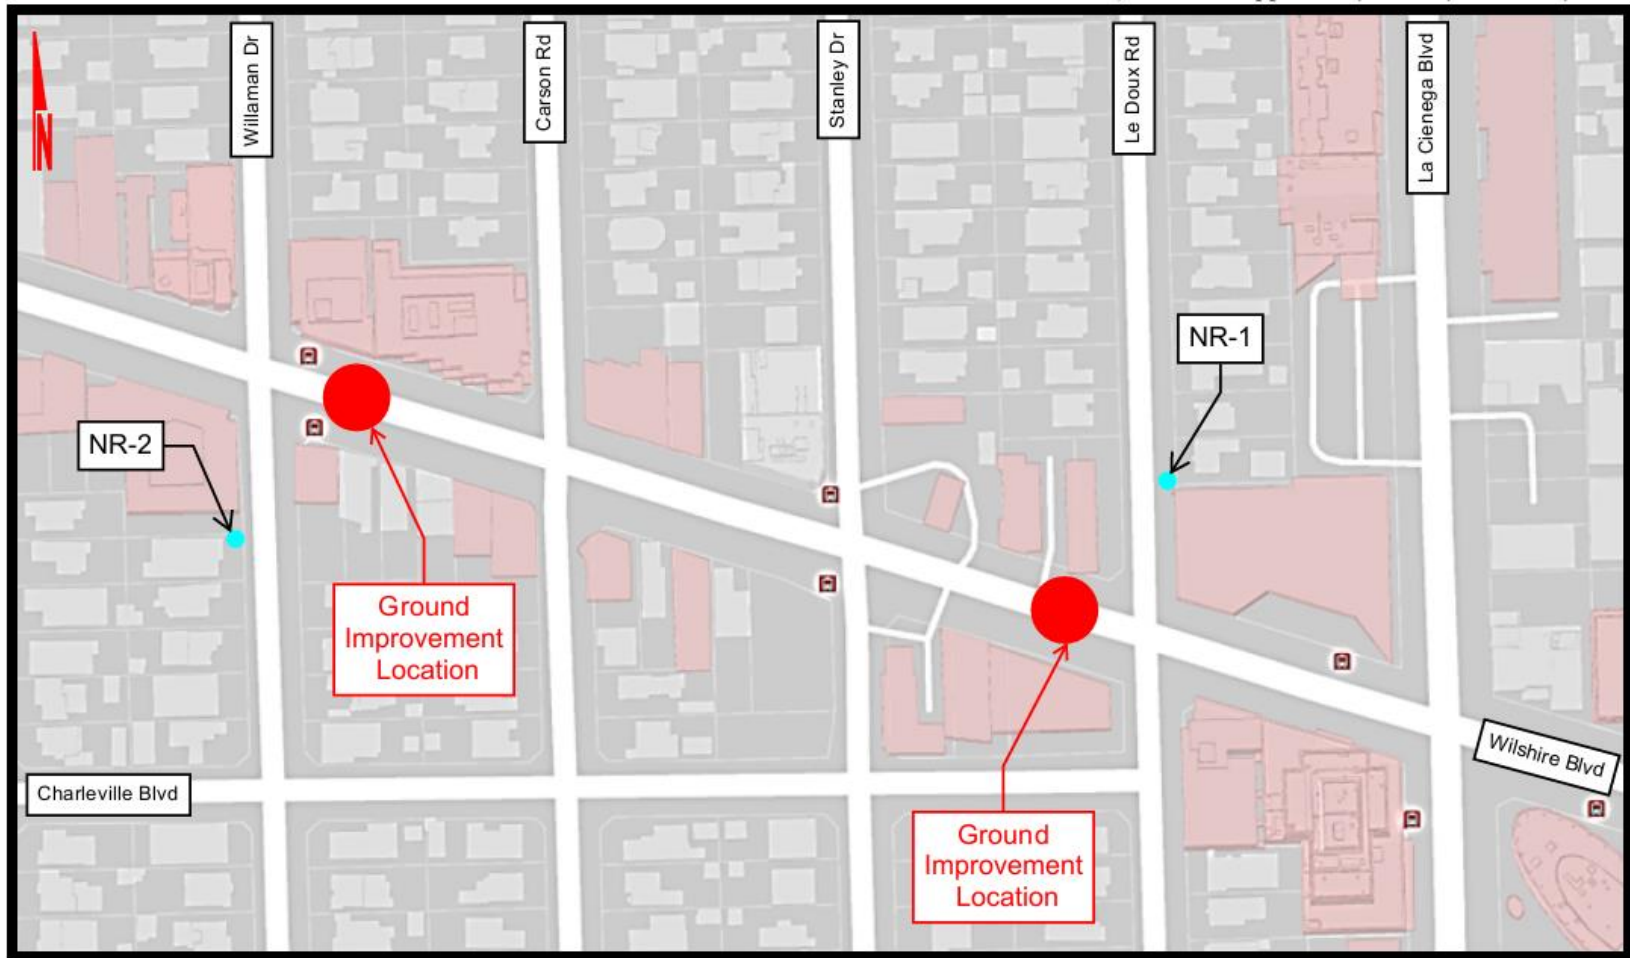 Willaman Dr
Carson Rd
Stanley Dr
Le Doux Rd
La Cienega Blvd
N
NR-1
NR-2
Ground
Improvement
Location
Wilshire Blvd
Charleville Blvd
Ground
Improvement
Location